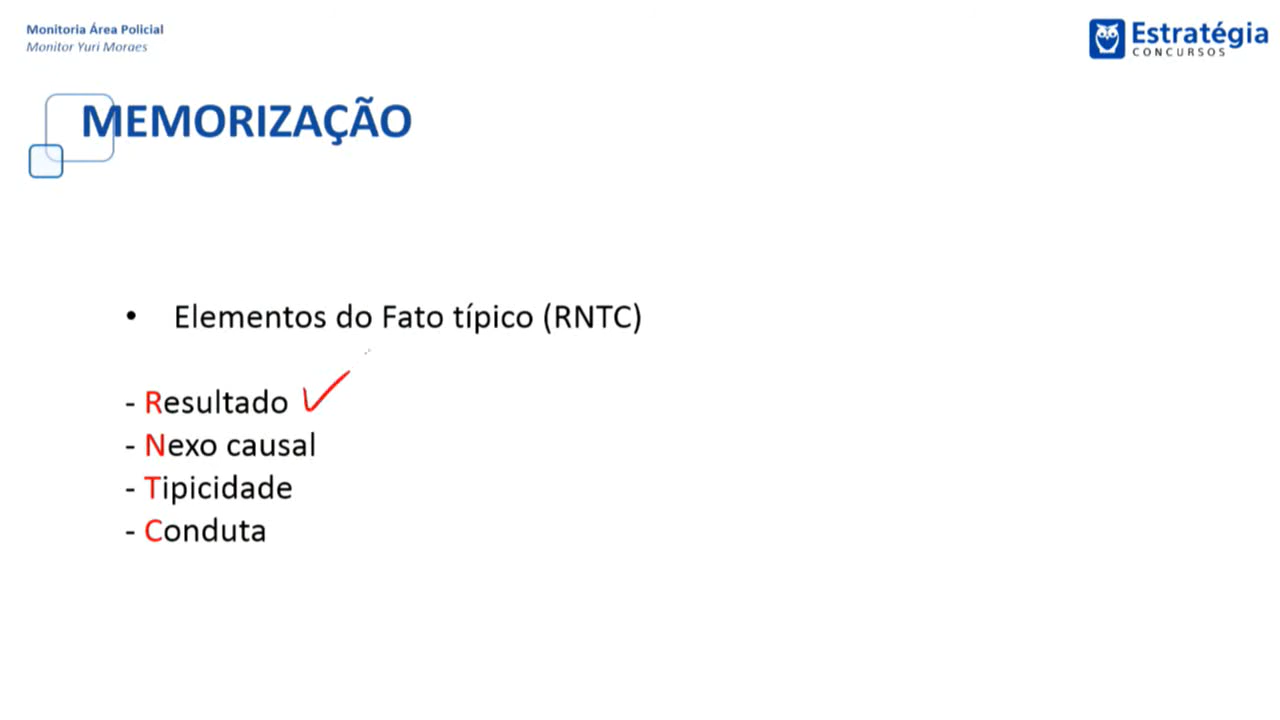 Monitoria Área Policial
Monitor Yuri Moraes
Estratégia
CONCURSOS
MEMORIZAÇÃO
• Elementos do Fato típico (RNTC)
- Resultado
- Nexo causal
- Tipicidade
- Conduta